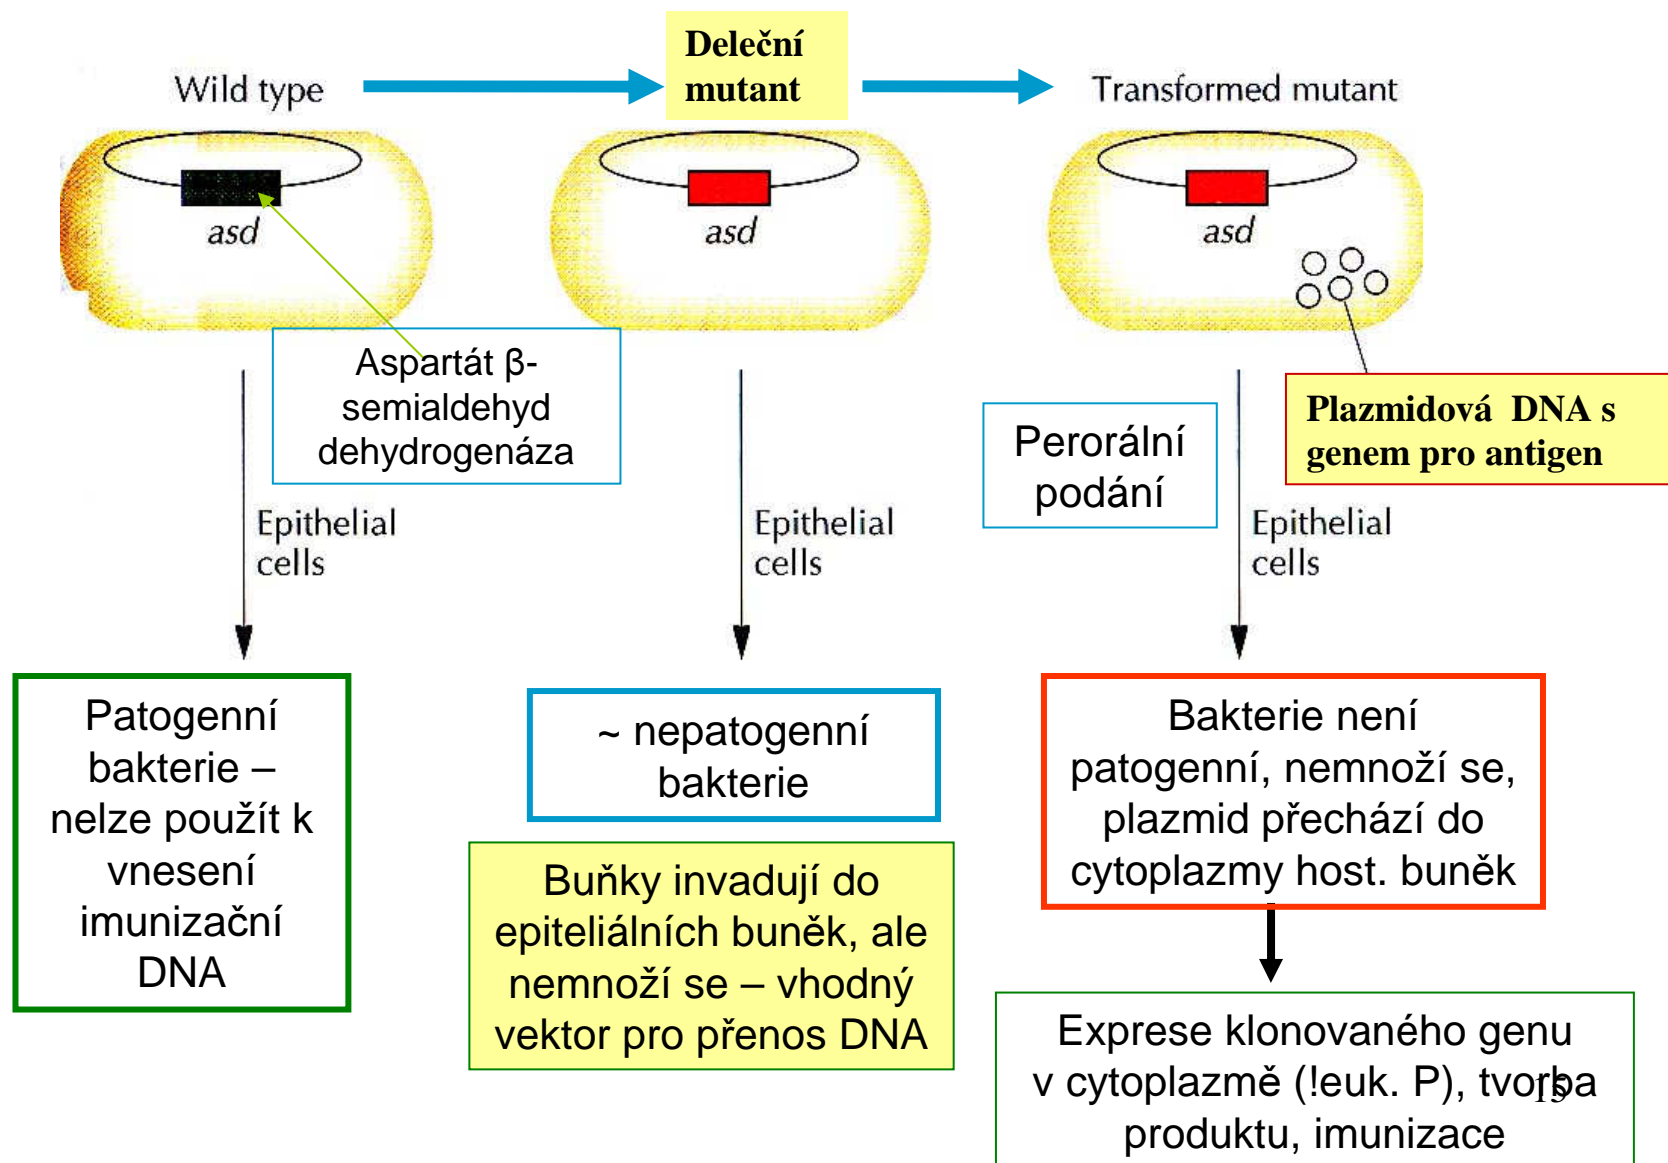 Wild type
Deleční
mutant
Transformed mutant
asd
asd
asd
Aspartát β-
semialdehyd
dehydrogenáza
Perorální
podání
Plazmidová DNA s
genem pro antigen
Epithelial
cells
Epithelial
cells
Epithelial
cells
Patogenní
bakterie –
nelze použít k
vnesení
imunizační
DNA
~ nepatogenní
bakterie
Buňky invadují do
epiteliálních buněk, ale
nemnoží se – vhodný
vektor pro přenos DNA
Bakterie není
patogenní, nemnoží se,
plazmid přechází do
cytoplazmy host. buněk
Exprese klonovaného genu
v cytoplazmě (!euk. P), tvorba
produktu, imunizace
15